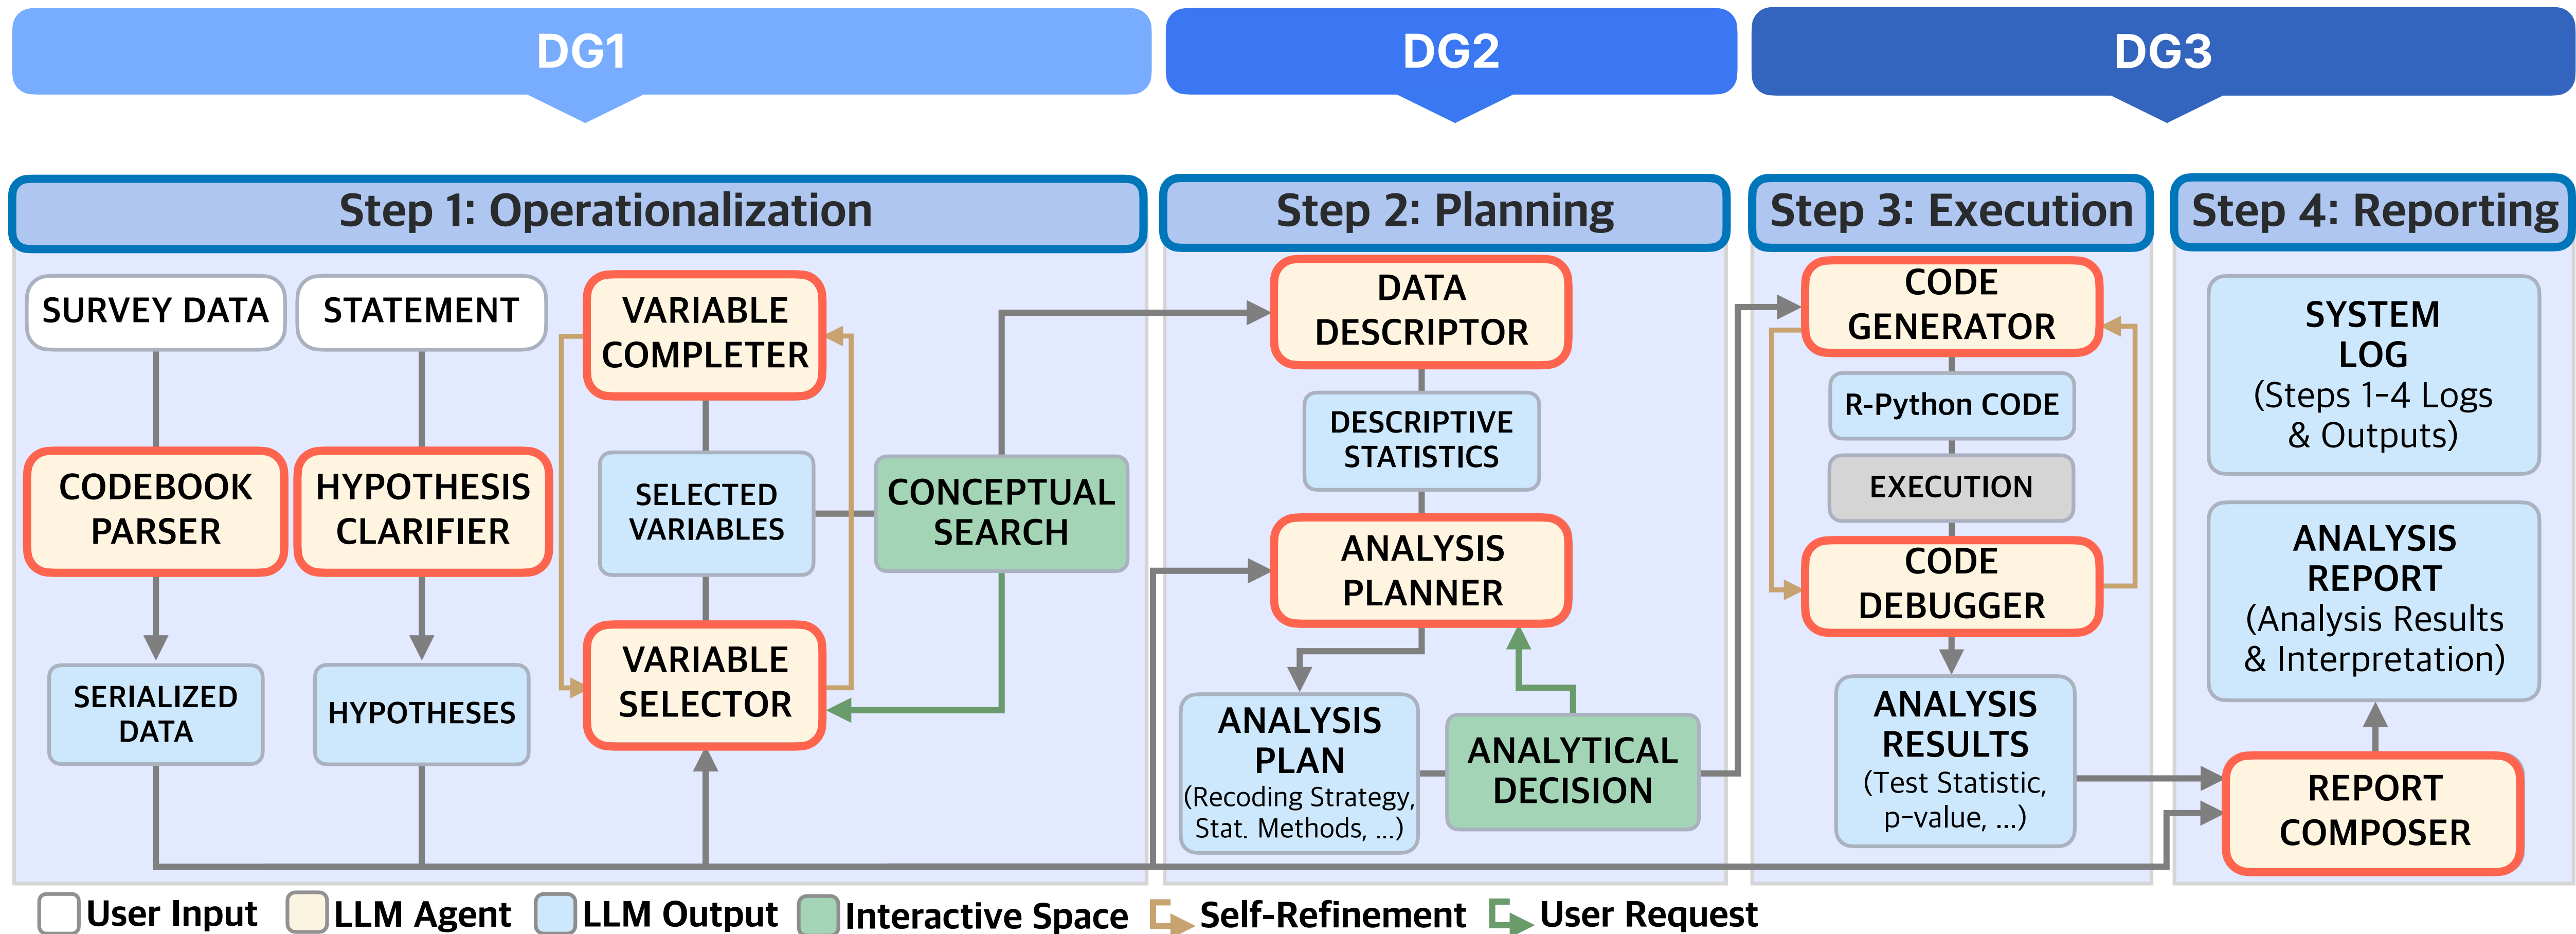 DG1
DG2
DG3
Step 1: Operationalization
Step 2: Planning
Step 3: Execution
Step 4: Reporting
SURVEY DATA
STATEMENT
VARIABLE
COMPLETER
CODEBOOK
PARSER
HYPOTHESIS
CLARIFIER
SELECTED
VARIABLES
CONCEPTUAL
SEARCH
SERIALIZED
DATA
HYPOTHESES
VARIABLE
SELECTOR
DATA
DESCRIPTOR
DESCRIPTIVE
STATISTICS
ANALYSIS
PLANNER
ANALYSIS
PLAN
(Recoding Strategy,
Stat. Methods, ...)
ANALYTICAL
DECISION
CODE
GENERATOR
R-Python CODE
EXECUTION
CODE
DEBUGGER
ANALYSIS
RESULTS
(Test Statistic,
p-value, ...)
SYSTEM
LOG
(Steps 1-4 Logs
& Outputs)
ANALYSIS
REPORT
(Analysis Results
& Interpretation)
REPORT
COMPOSER
User Input
LLM Agent
LLM Output
Interactive Space
Self-Refinement
User Request